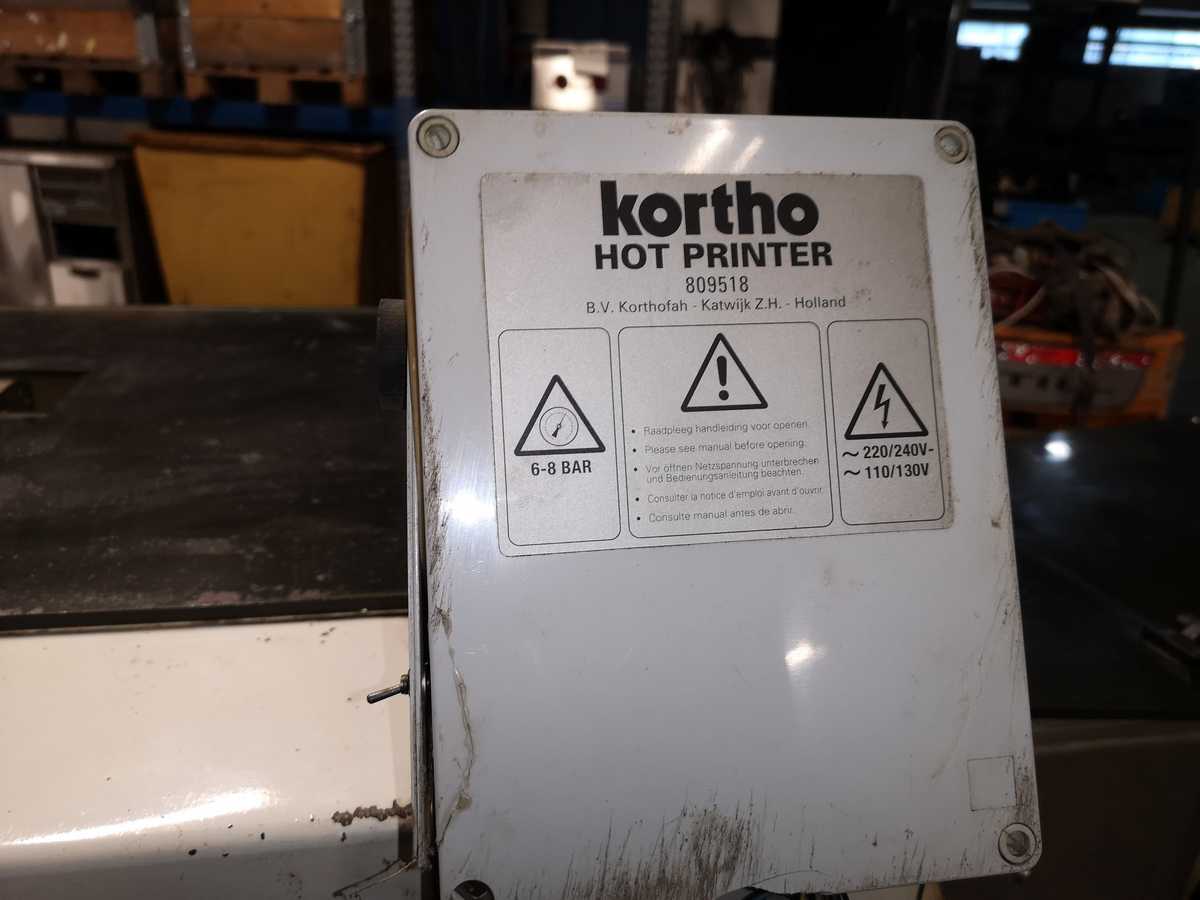 kortho
HOT PRINTER
809518
B.V. Korthofah - Katwijk Z.H. - Holland
6-8 BAR
• Raadpleeg handleiding voor openen.
• Please see manual before opening.
• Vor öffnen Netzspannung unterbrechen
und Bedienungsanleitung beachten.
• Consulter la notice d'emploi avant d'ouvrir.
• Consulte manual antes de abrir.
~ 220/240V-
~ 110/130V